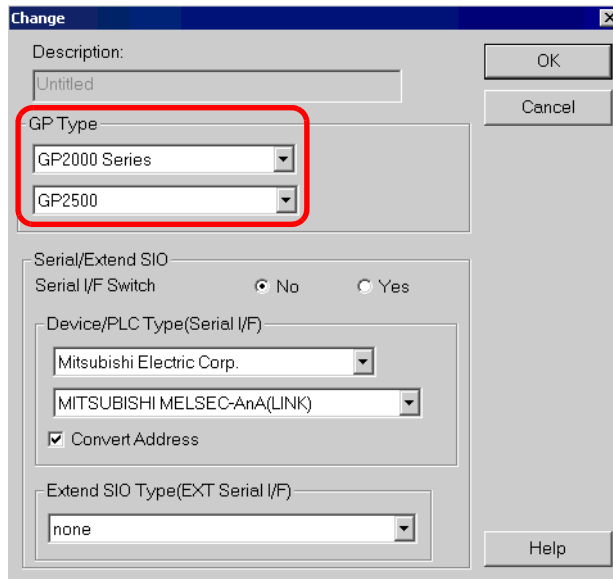 Change
Description:
OK
Untitled
Cancel
GP Type
GP2000 Series
GP2500
Serial/Extend SIO
Serial I/F Switch
No
Yes
Device/PLC Type(Serial I/F)
Mitsubishi Electric Corp.
MITSUBISHI MELSEC-AnA(LINK)
Convert Address
Extend SIO Type(EXT Serial I/F)
none
Help